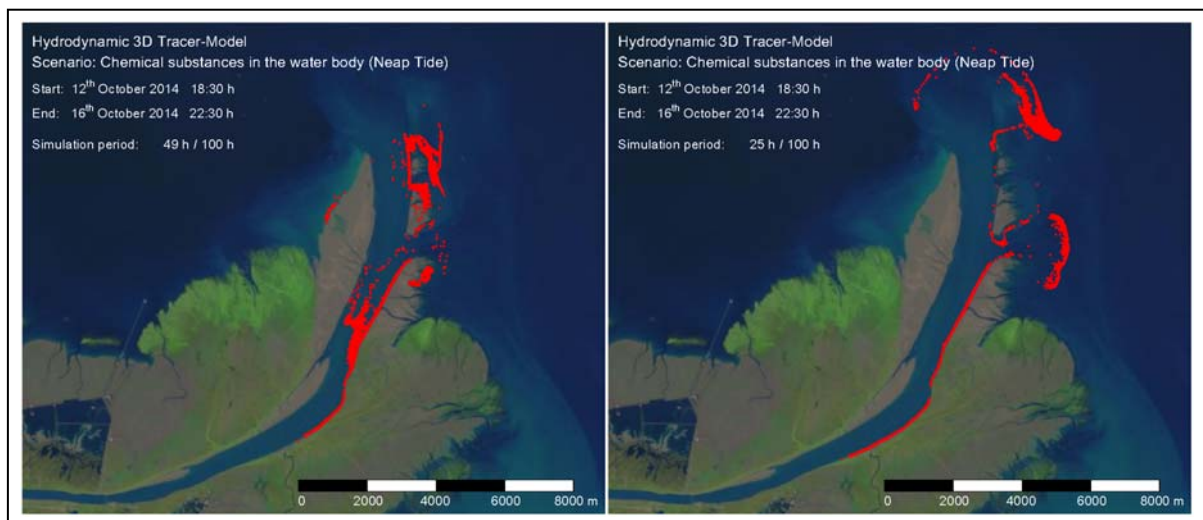 Hydrodynamic 3D Tracer-Model
Scenario: Chemical substances in the water body (Neap Tide)
Start: 12th October 2014 18:30 h
End: 16th October 2014 22:30 h
Simulation period: 49 h / 100 h
0 2000 4000 6000 8000 m
Hydrodynamic 3D Tracer-Model
Scenario: Chemical substances in the water body (Neap Tide)
Start: 12th October 2014 18:30 h
End: 16th October 2014 22:30 h
Simulation period: 25 h / 100 h
0 2000 4000 6000 8000 m